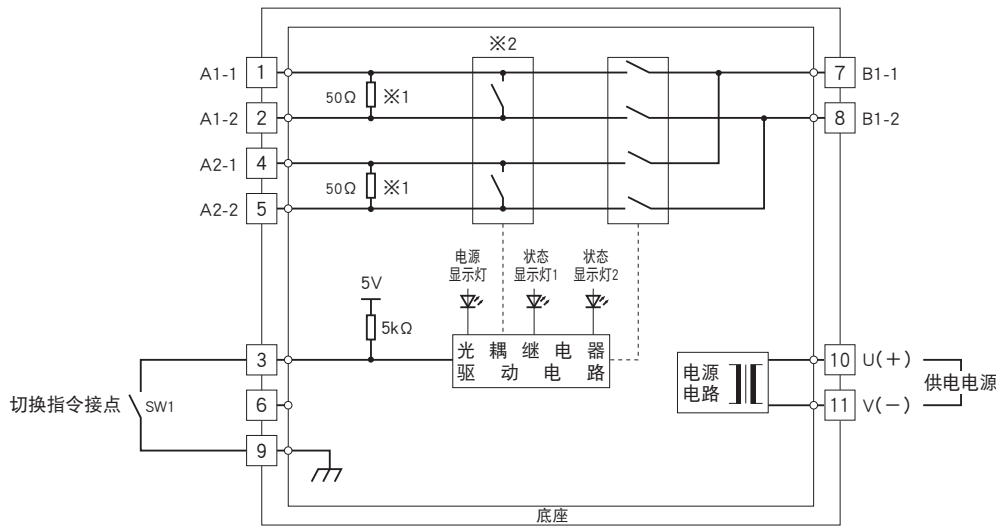 ※2
A1-1 1 7 B1-1
50Ω ※1
A1-2 2 8 B1-2
A2-1 4
50Ω ※1
A2-2 5
电源
显示灯
状态
显示灯1
状态
显示灯2
5V
5kΩ
3
光耦继电器
驱动电路
电源
电路
10 U(+)
供电电源
11 V(−)
切换指令接点 SW1
6
9
底座